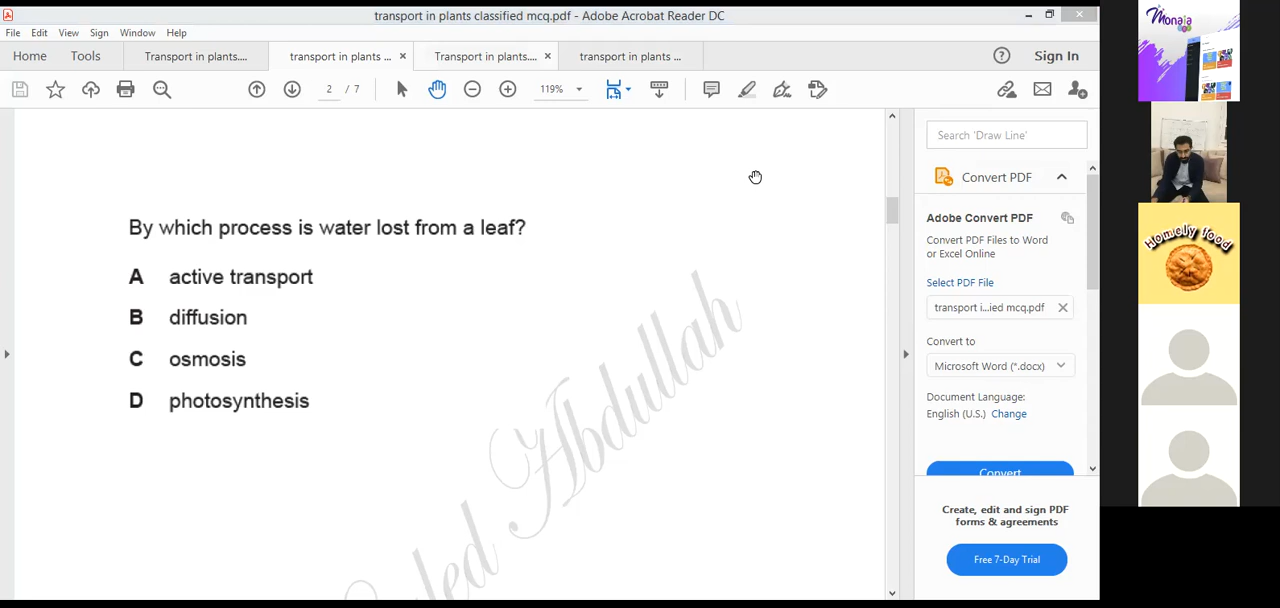 transport in plants classified mcq.pdf - Adobe Acrobat Reader DC
File Edit View Sign Window Help
Home Tools Transport in plants.... transport in plants ... × Transport in plants.... × transport in plants ... Sign In
2 / 7 119%
Search 'Draw Line'
Convert PDF
Adobe Convert PDF
Convert PDF Files to Word
or Excel Online
Select PDF File
transport i...ied mcq.pdf
Convert to
Microsoft Word (*.docx)
Document Language:
English (U.S.) Change
Convert
Create, edit and sign PDF
forms & agreements
Free 7-Day Trial
By which process is water lost from a leaf?
A active transport
B diffusion
C osmosis
D photosynthesis
led Abdullah
Monaja
Homely food